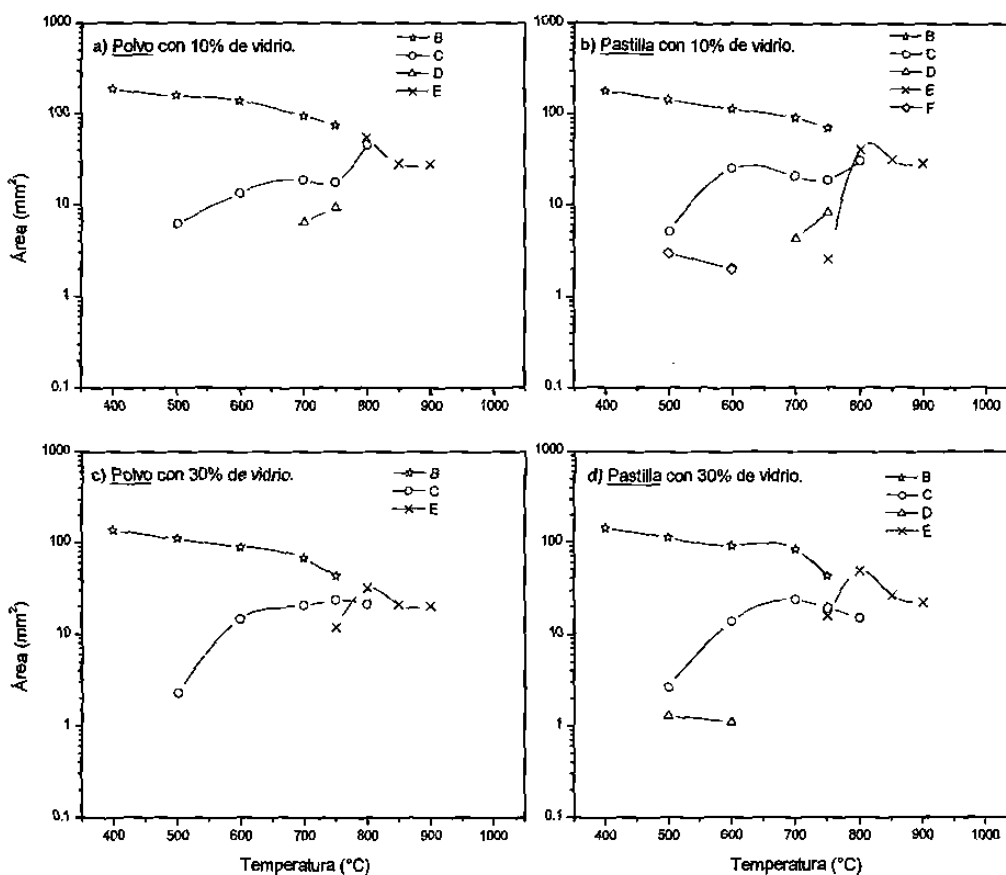 a) Polvo con 10% de vidrio.
B
C
D
E
1000
100
10
1
0.1
Área (mm²)
400 500 600 700 800 900 1000
b) Pastilla con 10% de vidrio.
B
C
D
E
F
1000
100
10
1
0.1
400 500 600 700 800 900 1000
c) Polvo con 30% de vidrio.
B
C
E
1000
100
10
1
0.1
Área (mm²)
400 500 600 700 800 900 1000
Temperatura (°C)
d) Pastilla con 30% de vidrio.
B
C
D
E
1000
100
10
1
0.1
400 500 600 700 800 900 1000
Temperatura (°C)